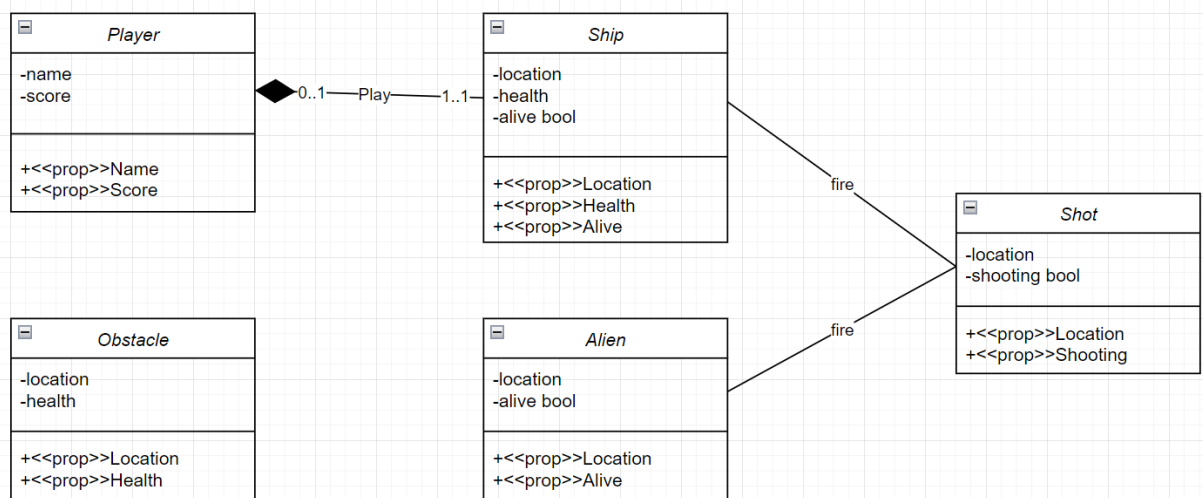 Player
-name
-score
+<<prop>>Name
+<<prop>>Score
0..1
Play
1..1
Ship
-location
-health
-alive bool
+<<prop>>Location
+<<prop>>Health
+<<prop>>Alive
fire
fire
Shot
-location
-shooting bool
+<<prop>>Location
+<<prop>>Shooting
Obstacle
-location
-health
+<<prop>>Location
+<<prop>>Health
Alien
-location
-alive bool
+<<prop>>Location
+<<prop>>Alive